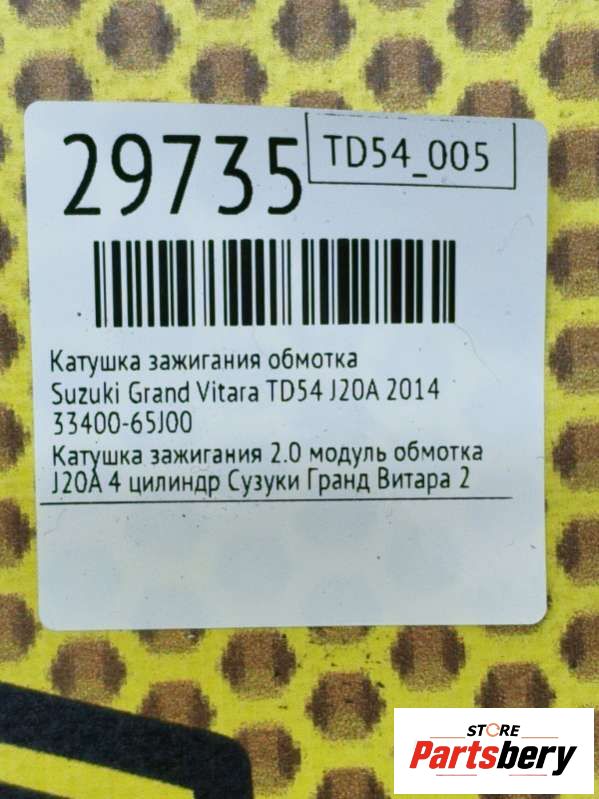 29735
TD54_005
Катушка зажигания обмотка
Suzuki Grand Vitara TD54 J20A 2014
33400-65J00
Катушка зажигания 2.0 модуль обмотка
J20A 4 цилиндр Сузуки Гранд Витара 2
STORE
Partsbery